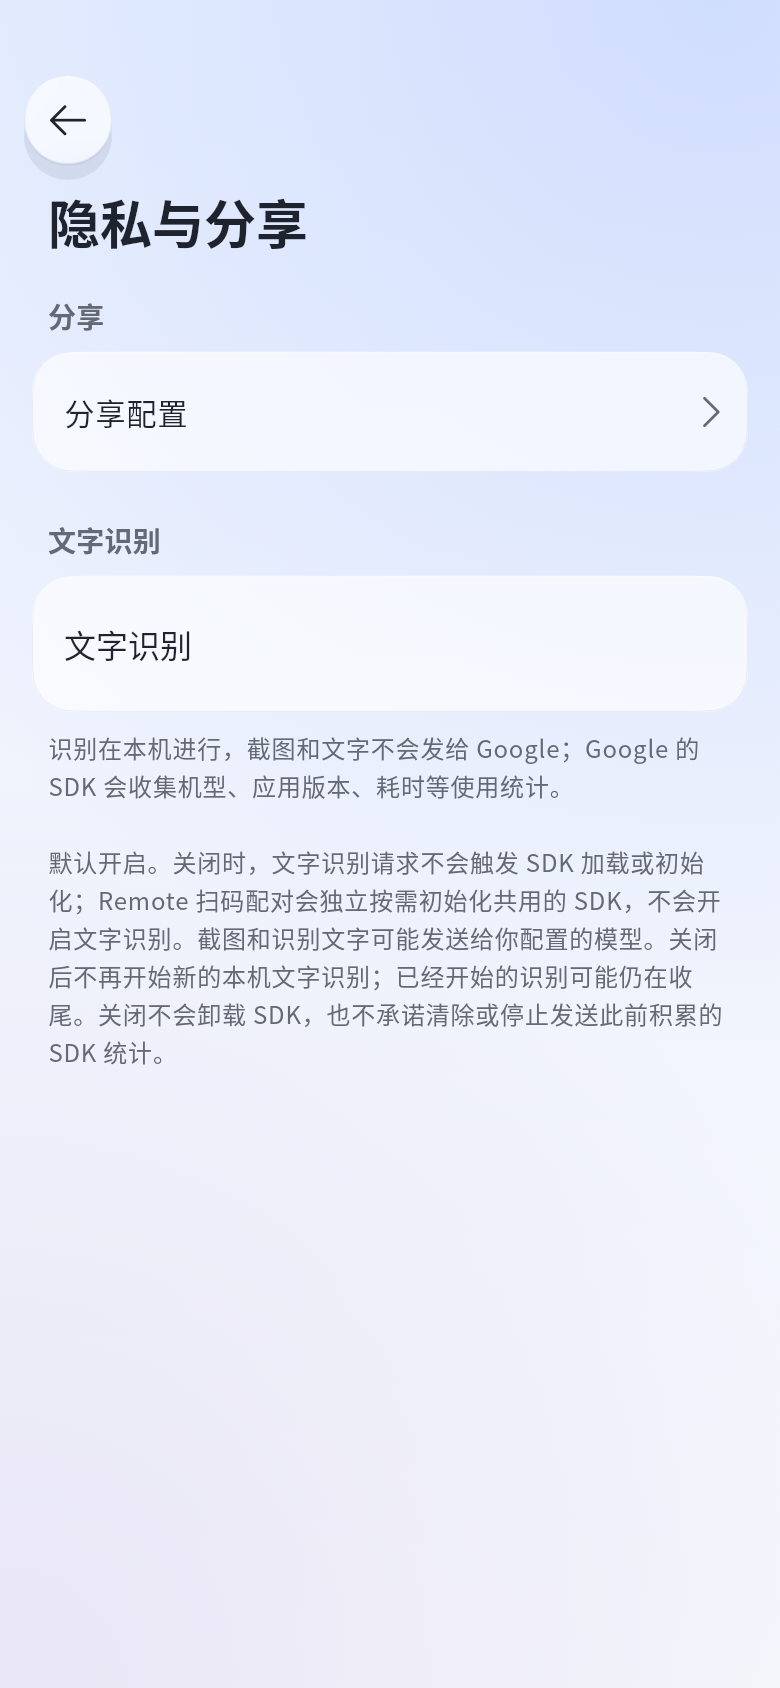 隐私与分享
分享
分享配置
文字识别
文字识别
识别在本机进行，截图和文字不会发给 Google；Google 的
SDK 会收集机型、应用版本、耗时等使用统计。
默认开启。关闭时，文字识别请求不会触发 SDK 加载或初始
化；Remote 扫码配对会独立按需初始化共用的 SDK，不会开
启文字识别。截图和识别文字可能发送给你配置的模型。关闭
后不再开始新的本机文字识别；已经开始的识别可能仍在收
尾。关闭不会卸载 SDK，也不承诺清除或停止发送此前积累的
SDK 统计。